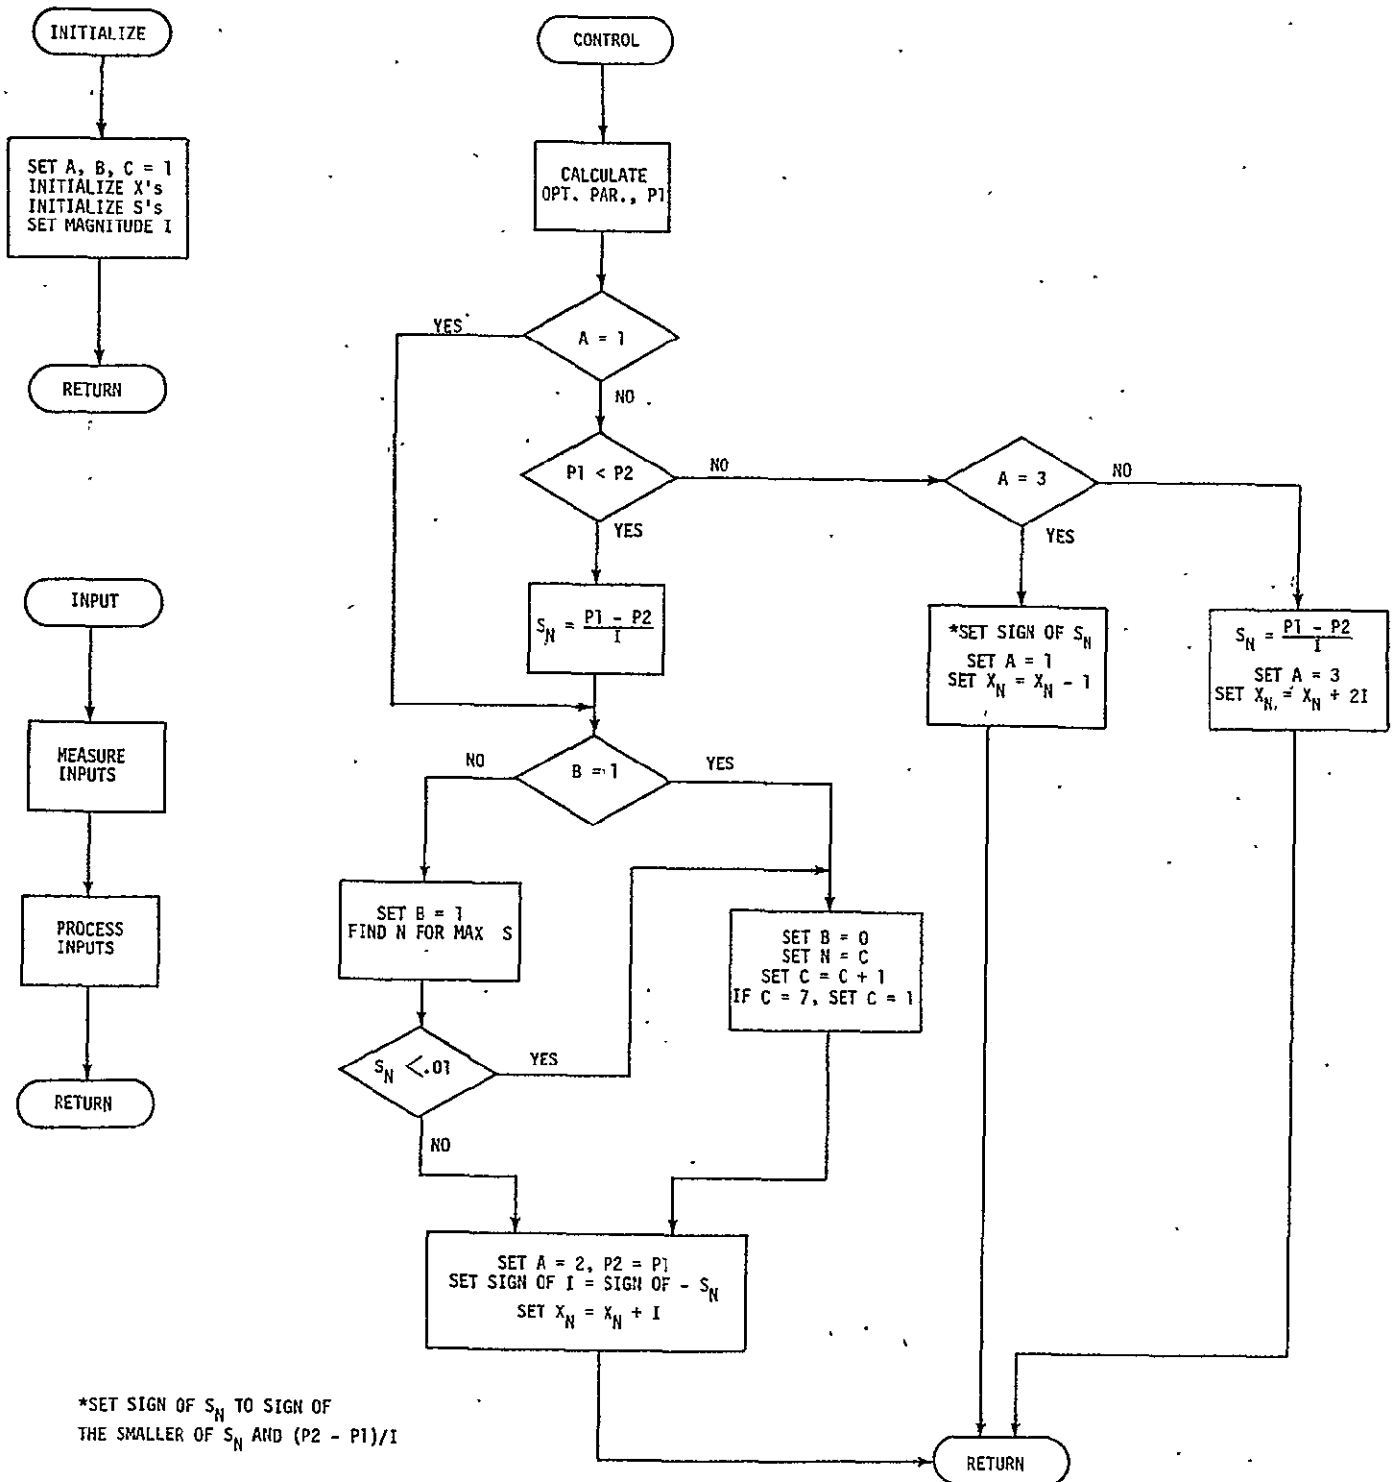 INITIALIZE
SET A, B, C = 1
INITIALIZE X's
INITIALIZE S's
SET MAGNITUDE I
RETURN
INPUT
MEASURE
INPUTS
PROCESS
INPUTS
RETURN
CONTROL
CALCULATE
OPT. PAR., P1
A = 1
YES
NO
P1 < P2
NO
YES
S_N = (P1 - P2)/I
A = 3
NO
YES
*SET SIGN OF S_N
SET A = 1
SET X_N = X_N - 1
S_N = (P1 - P2)/I
SET A = 3
SET X_N = X_N + 2I
B = 1
NO
YES
SET B = 1
FIND N FOR MAX S
SET B = 0
SET N = C
SET C = C + 1
IF C = 7, SET C = 1
S_N <.01
YES
NO
SET A = 2, P2 = P1
SET SIGN OF I = SIGN OF - S_N
SET X_N = X_N + I
RETURN
*SET SIGN OF S_N TO SIGN OF
THE SMALLER OF S_N AND (P2 - P1)/I